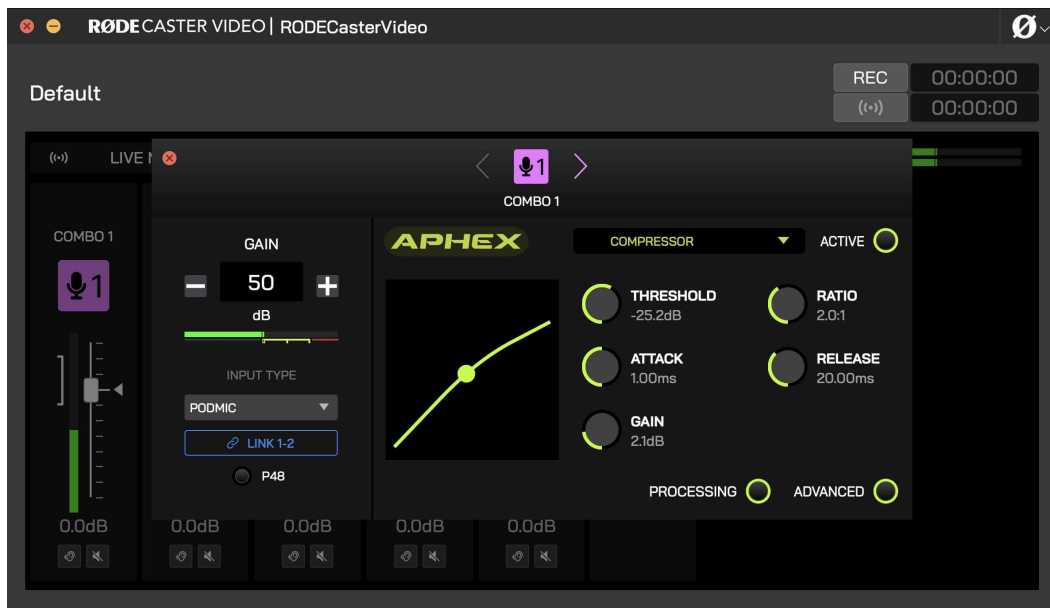 RØDECASTER VIDEO | RØDECasterVideo
Default
REC 00:00:00
00:00:00
LIVE
COMBO 1
1
0.0dB
0.0dB
0.0dB
0.0dB
0.0dB
1
COMBO 1
GAIN
50
dB
INPUT TYPE
PODMIC
LINK 1-2
P48
APHEX
COMPRESSOR
ACTIVE
THRESHOLD
-25.2dB
RATIO
2.0:1
ATTACK
1.00ms
RELEASE
20.00ms
GAIN
2.1dB
PROCESSING
ADVANCED